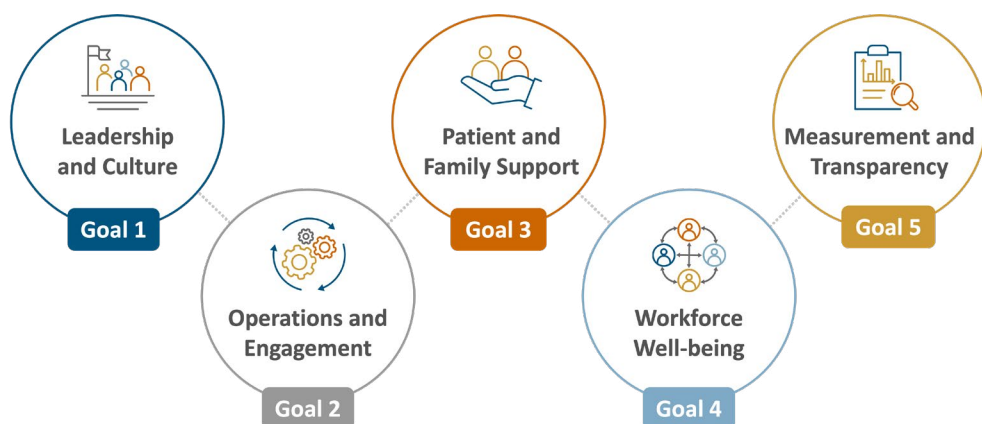 Leadership
and Culture
Goal 1
Operations and
Engagement
Goal 2
Patient and
Family Support
Goal 3
Workforce
Well-being
Goal 4
Measurement and
Transparency
Goal 5